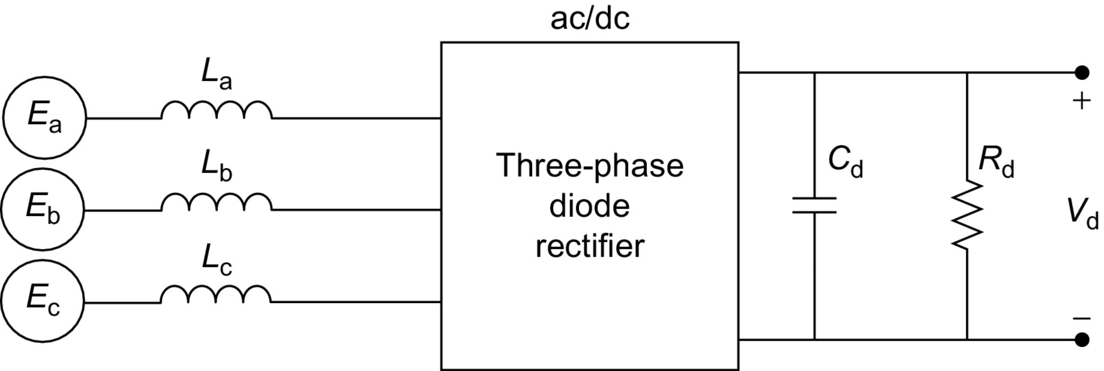 ac/dc
Ea
La
Eb
Lb
Ec
Lc
Three-phase
diode
rectifier
Cd
Rd
+
Vd
−